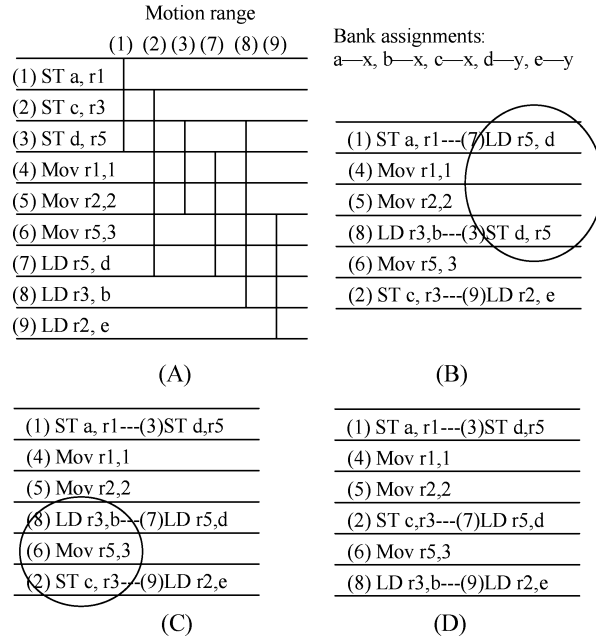 Motion range
(1) (2) (3) (7) (8) (9)
(1) ST a, r1
(2) ST c, r3
(3) ST d, r5
(4) Mov r1,1
(5) Mov r2,2
(6) Mov r5,3
(7) LD r5, d
(8) LD r3, b
(9) LD r2, e
(A)
Bank assignments:
a—x, b—x, c—x, d—y, e—y
(1) ST a, r1---(7)LD r5, d
(4) Mov r1,1
(5) Mov r2,2
(8) LD r3,b---(3)ST d, r5
(6) Mov r5, 3
(2) ST c, r3---(9)LD r2, e
(B)
(1) ST a, r1---(3)ST d,r5
(4) Mov r1,1
(5) Mov r2,2
(8) LD r3,b---(7)LD r5,d
(6) Mov r5,3
(2) ST c, r3---(9)LD r2,e
(C)
(1) ST a, r1---(3)ST d,r5
(4) Mov r1,1
(5) Mov r2,2
(2) ST c,r3---(7)LD r5,d
(6) Mov r5,3
(8) LD r3,b---(9)LD r2,e
(D)